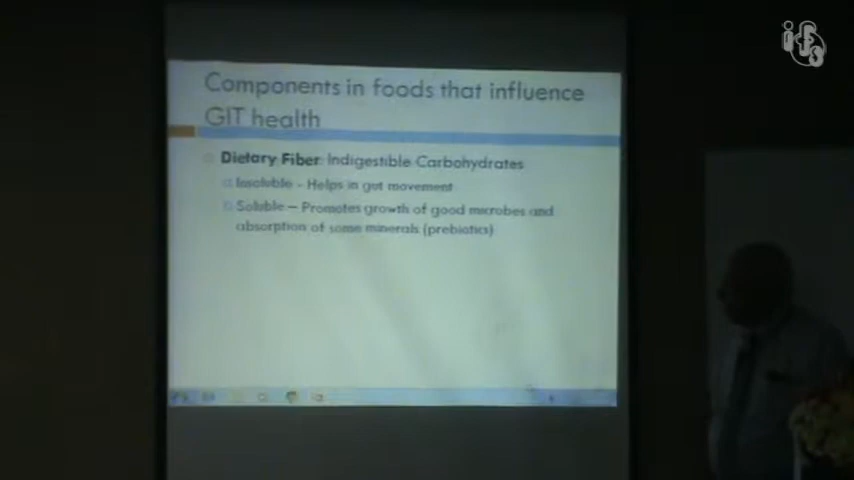 Components in foods that influence
GIT health
Dietary Fiber: Indigestible Carbohydrates
Insoluble - Helps in gut movement
Soluble – Promotes growth of good microbes and
absorption of some minerals (prebiotics)